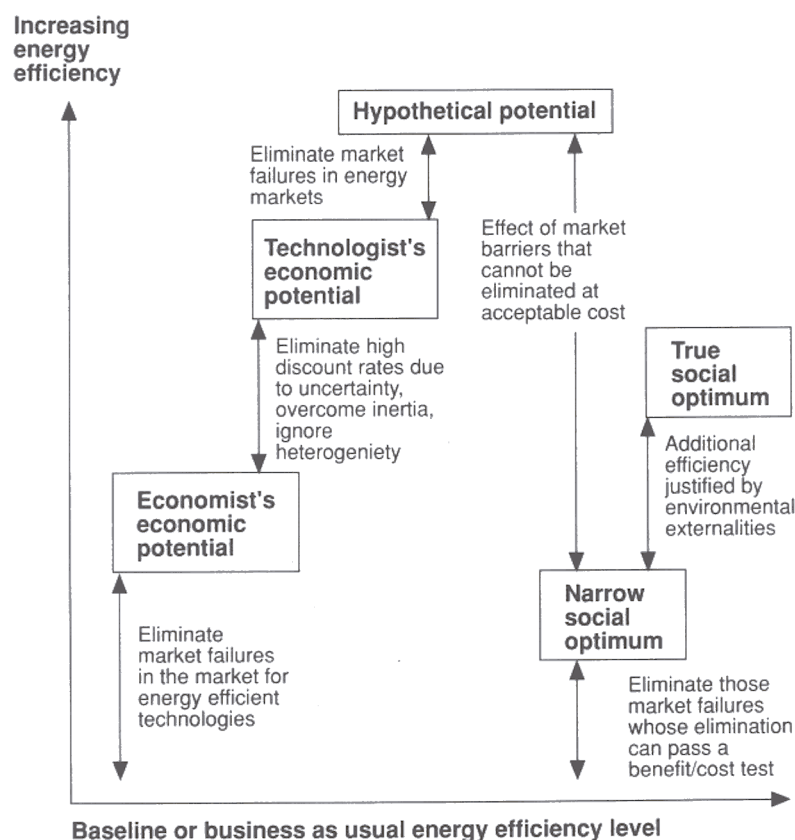 Increasing
energy
efficiency
Hypothetical potential
Eliminate market
failures in energy
markets
Technologist's
economic
potential
Effect of market
barriers that
cannot be
eliminated at
acceptable cost
Eliminate high
discount rates due
to uncertainty,
overcome inertia,
ignore
heterogeniety
True
social
optimum
Additional
efficiency
justified by
environmental
externalities
Economist's
economic
potential
Narrow
social
optimum
Eliminate
market failures
in the market for
energy efficient
technologies
Eliminate those
market failures
whose elimination
can pass a
benefit/cost test
Baseline or business as usual energy efficiency level